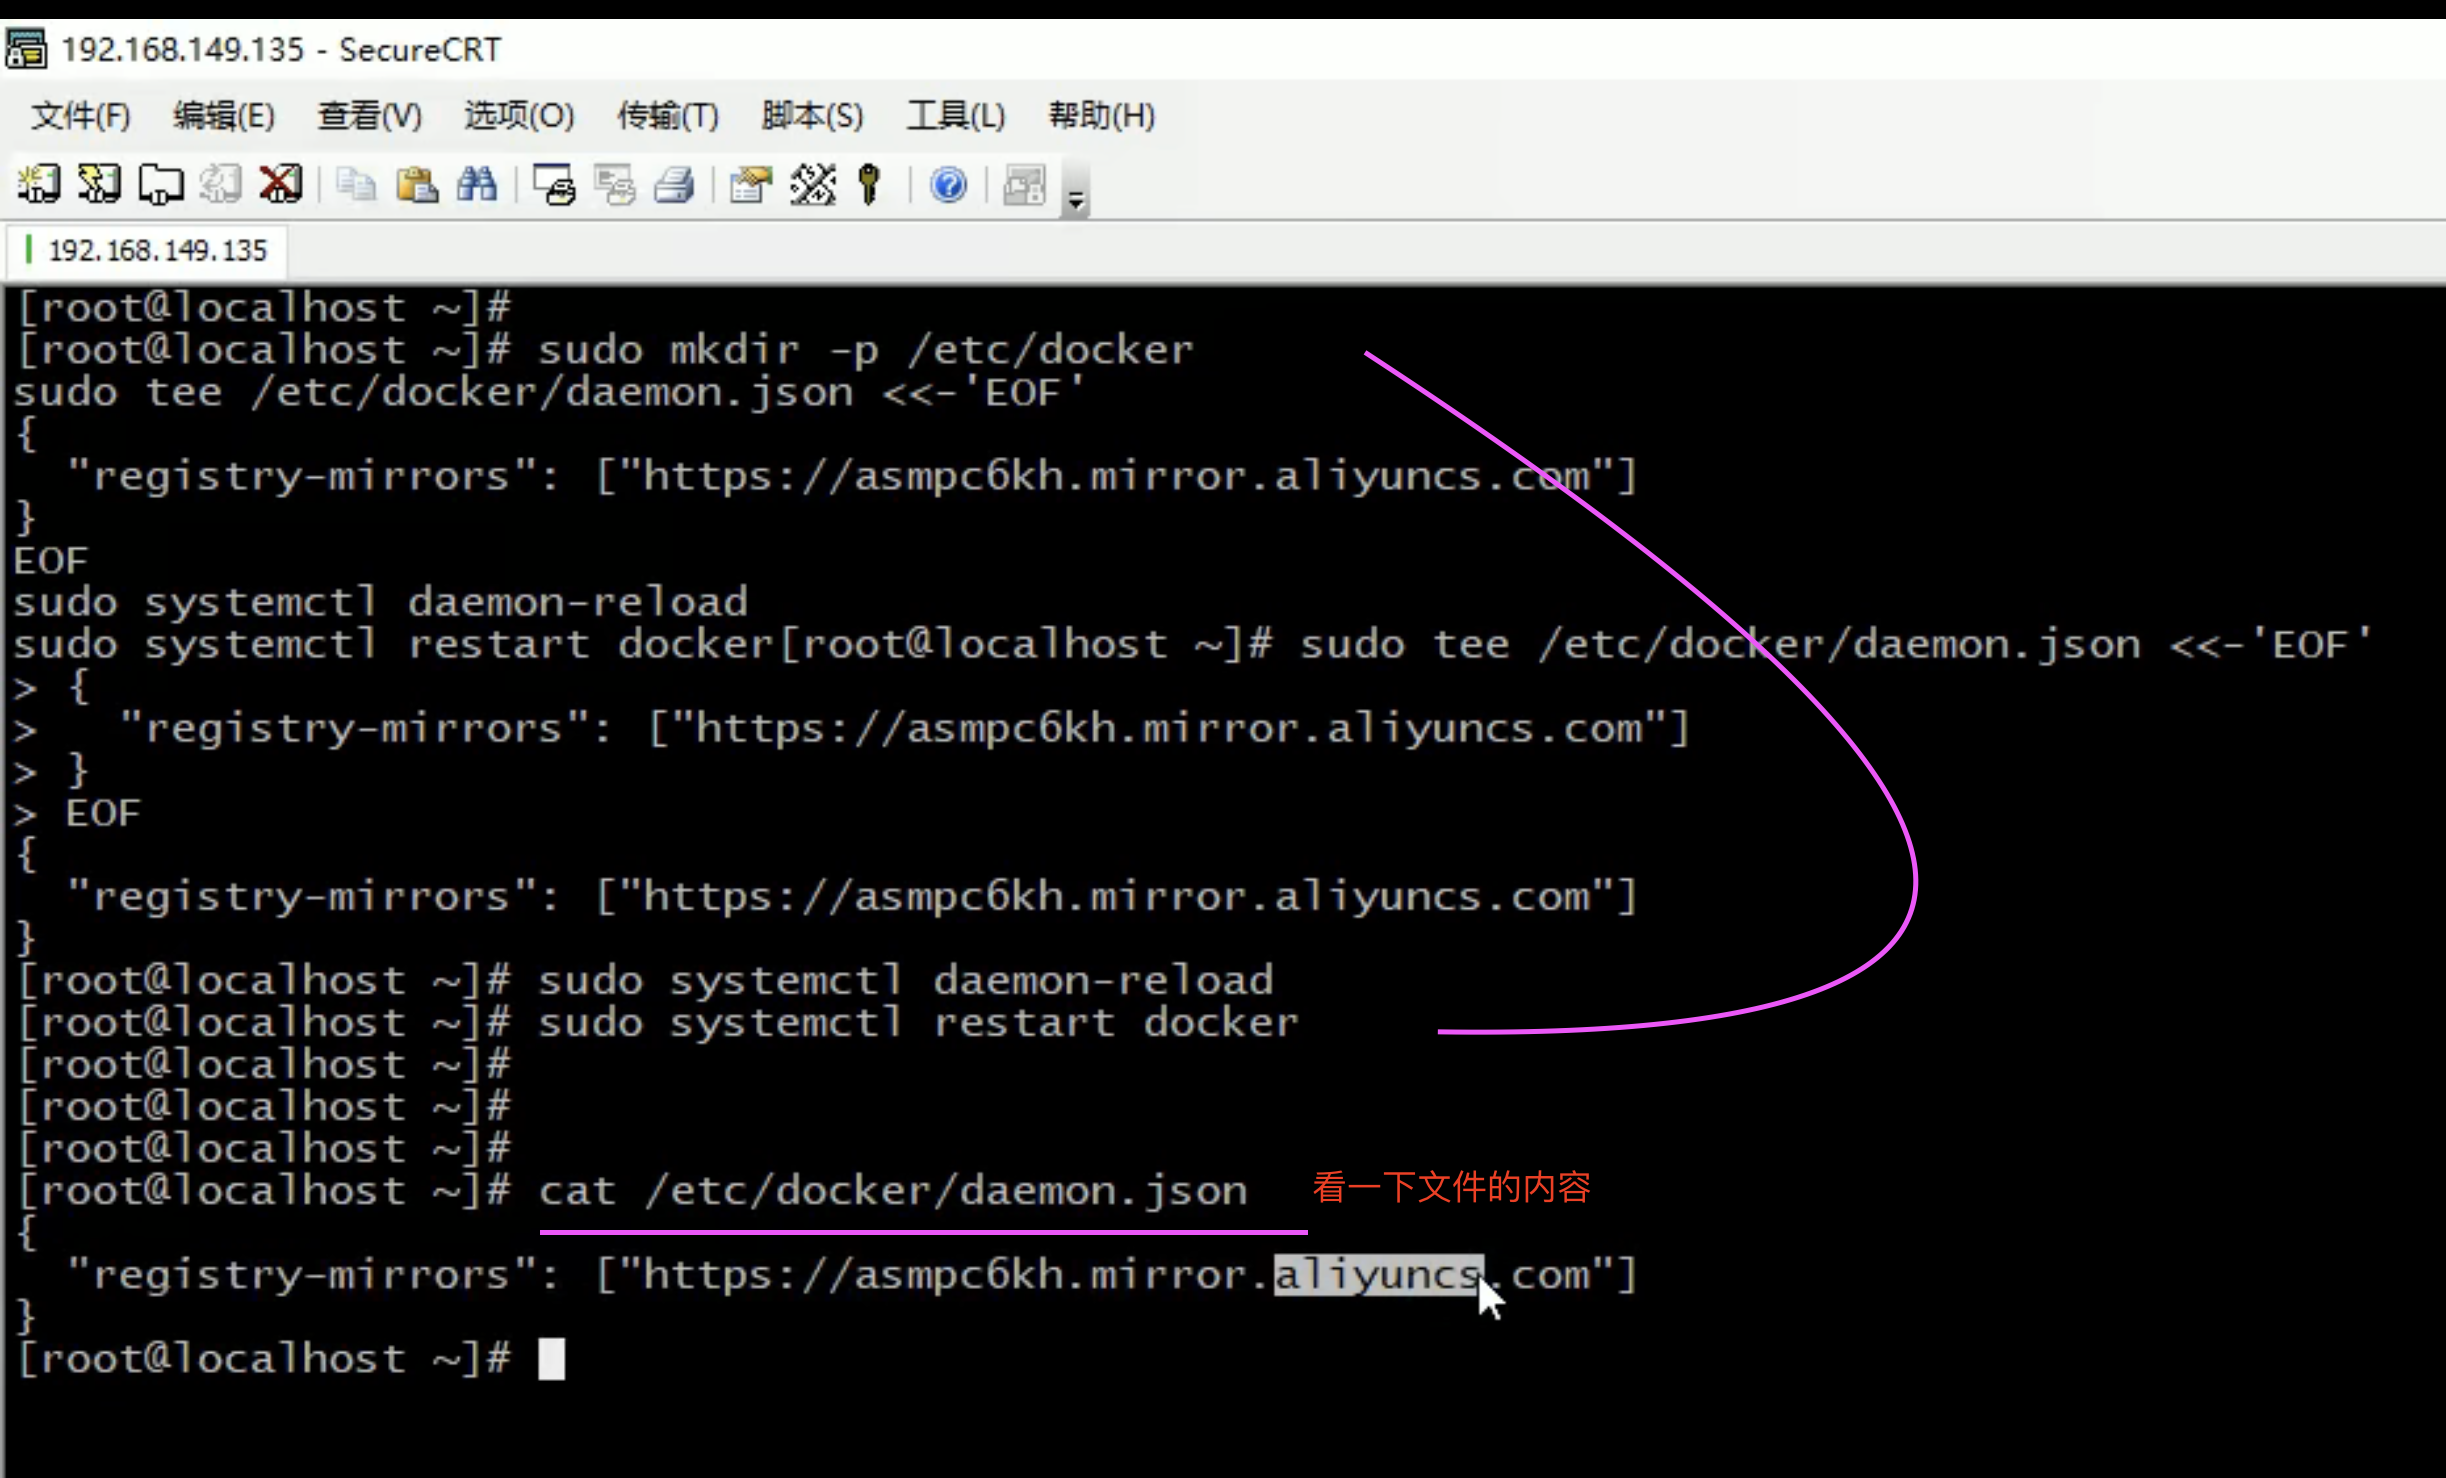 192.168.149.135 - SecureCRT
文件(F) 编辑(E) 查看(V) 选项(O) 传输(T) 脚本(S) 工具(L) 帮助(H)
192.168.149.135
[root@localhost ~]#
[root@localhost ~]# sudo mkdir -p /etc/docker
sudo tee /etc/docker/daemon.json <<-'EOF'
{
  "registry-mirrors": ["https://asmpc6kh.mirror.aliyuncs.com"]
}
EOF
sudo systemctl daemon-reload
sudo systemctl restart docker[root@localhost ~]# sudo tee /etc/docker/daemon.json <<-'EOF'
> {
>   "registry-mirrors": ["https://asmpc6kh.mirror.aliyuncs.com"]
> }
> EOF
{
  "registry-mirrors": ["https://asmpc6kh.mirror.aliyuncs.com"]
}
[root@localhost ~]# sudo systemctl daemon-reload
[root@localhost ~]# sudo systemctl restart docker
[root@localhost ~]#
[root@localhost ~]#
[root@localhost ~]#
[root@localhost ~]# cat /etc/docker/daemon.json 看一下文件的内容
{
  "registry-mirrors": ["https://asmpc6kh.mirror.aliyuncs.com"]
}
[root@localhost ~]#